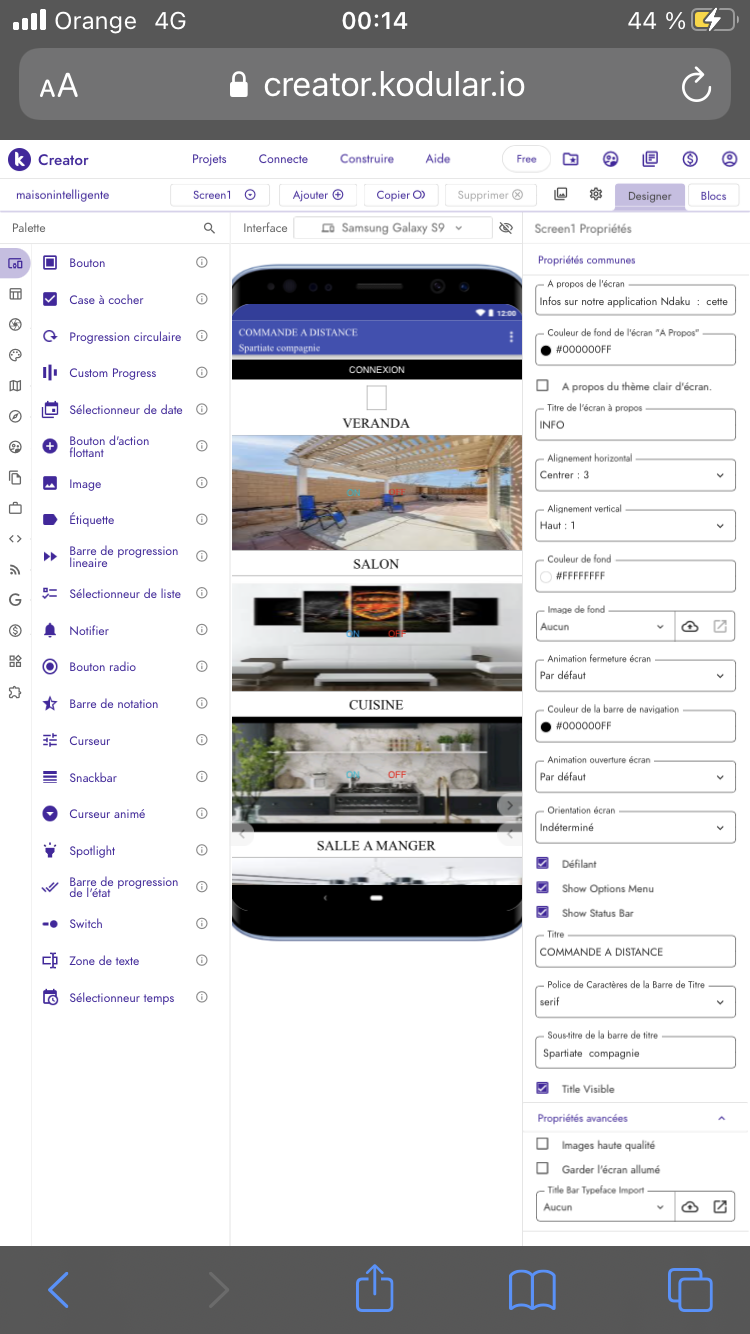 Orange 4G
00:14
44 %
AA
creator.kodular.io
Creator
Projets
Connecte
Construire
Aide
Free
maisonintelligente
Screen1
Ajouter
Copier
Supprimer
Designer
Blocs
Palette
Interface
Samsung Galaxy S9
Screen1 Propriétés
Bouton
Case à cocher
Progression circulaire
Custom Progress
Sélectionneur de date
Bouton d'action
flottant
Image
Étiquette
Barre de progression
lineaire
Sélectionneur de liste
Notifier
Bouton radio
Barre de notation
Curseur
Snackbar
Curseur animé
Spotlight
Barre de progression
de l'état
Switch
Zone de texte
Sélectionneur temps
12:00
COMMANDE A DISTANCE
Spartiate compagnie
CONNEXION
VERANDA
ON OFF
SALON
ON OFF
CUISINE
ON OFF
SALLE A MANGER
Propriétés communes
A propos de l'écran
Infos sur notre application Ndaku : cette
Couleur de fond de l'écran "A Propos"
#000000FF
A propos du thème clair d'écran.
Titre de l'écran à propos
INFO
Alignement horizontal
Centrer : 3
Alignement vertical
Haut : 1
Couleur de fond
#FFFFFFFF
Image de fond
Aucun
Animation fermeture écran
Par défaut
Couleur de la barre de navigation
#000000FF
Animation ouverture écran
Par défaut
Orientation écran
Indéterminé
Défilant
Show Options Menu
Show Status Bar
Titre
COMMANDE A DISTANCE
Police de Caractères de la Barre de Titre
serif
Sous-titre de la barre de titre
Spartiate compagnie
Title Visible
Propriétés avancées
Images haute qualité
Garder l'écran allumé
Title Bar Typeface Import
Aucun